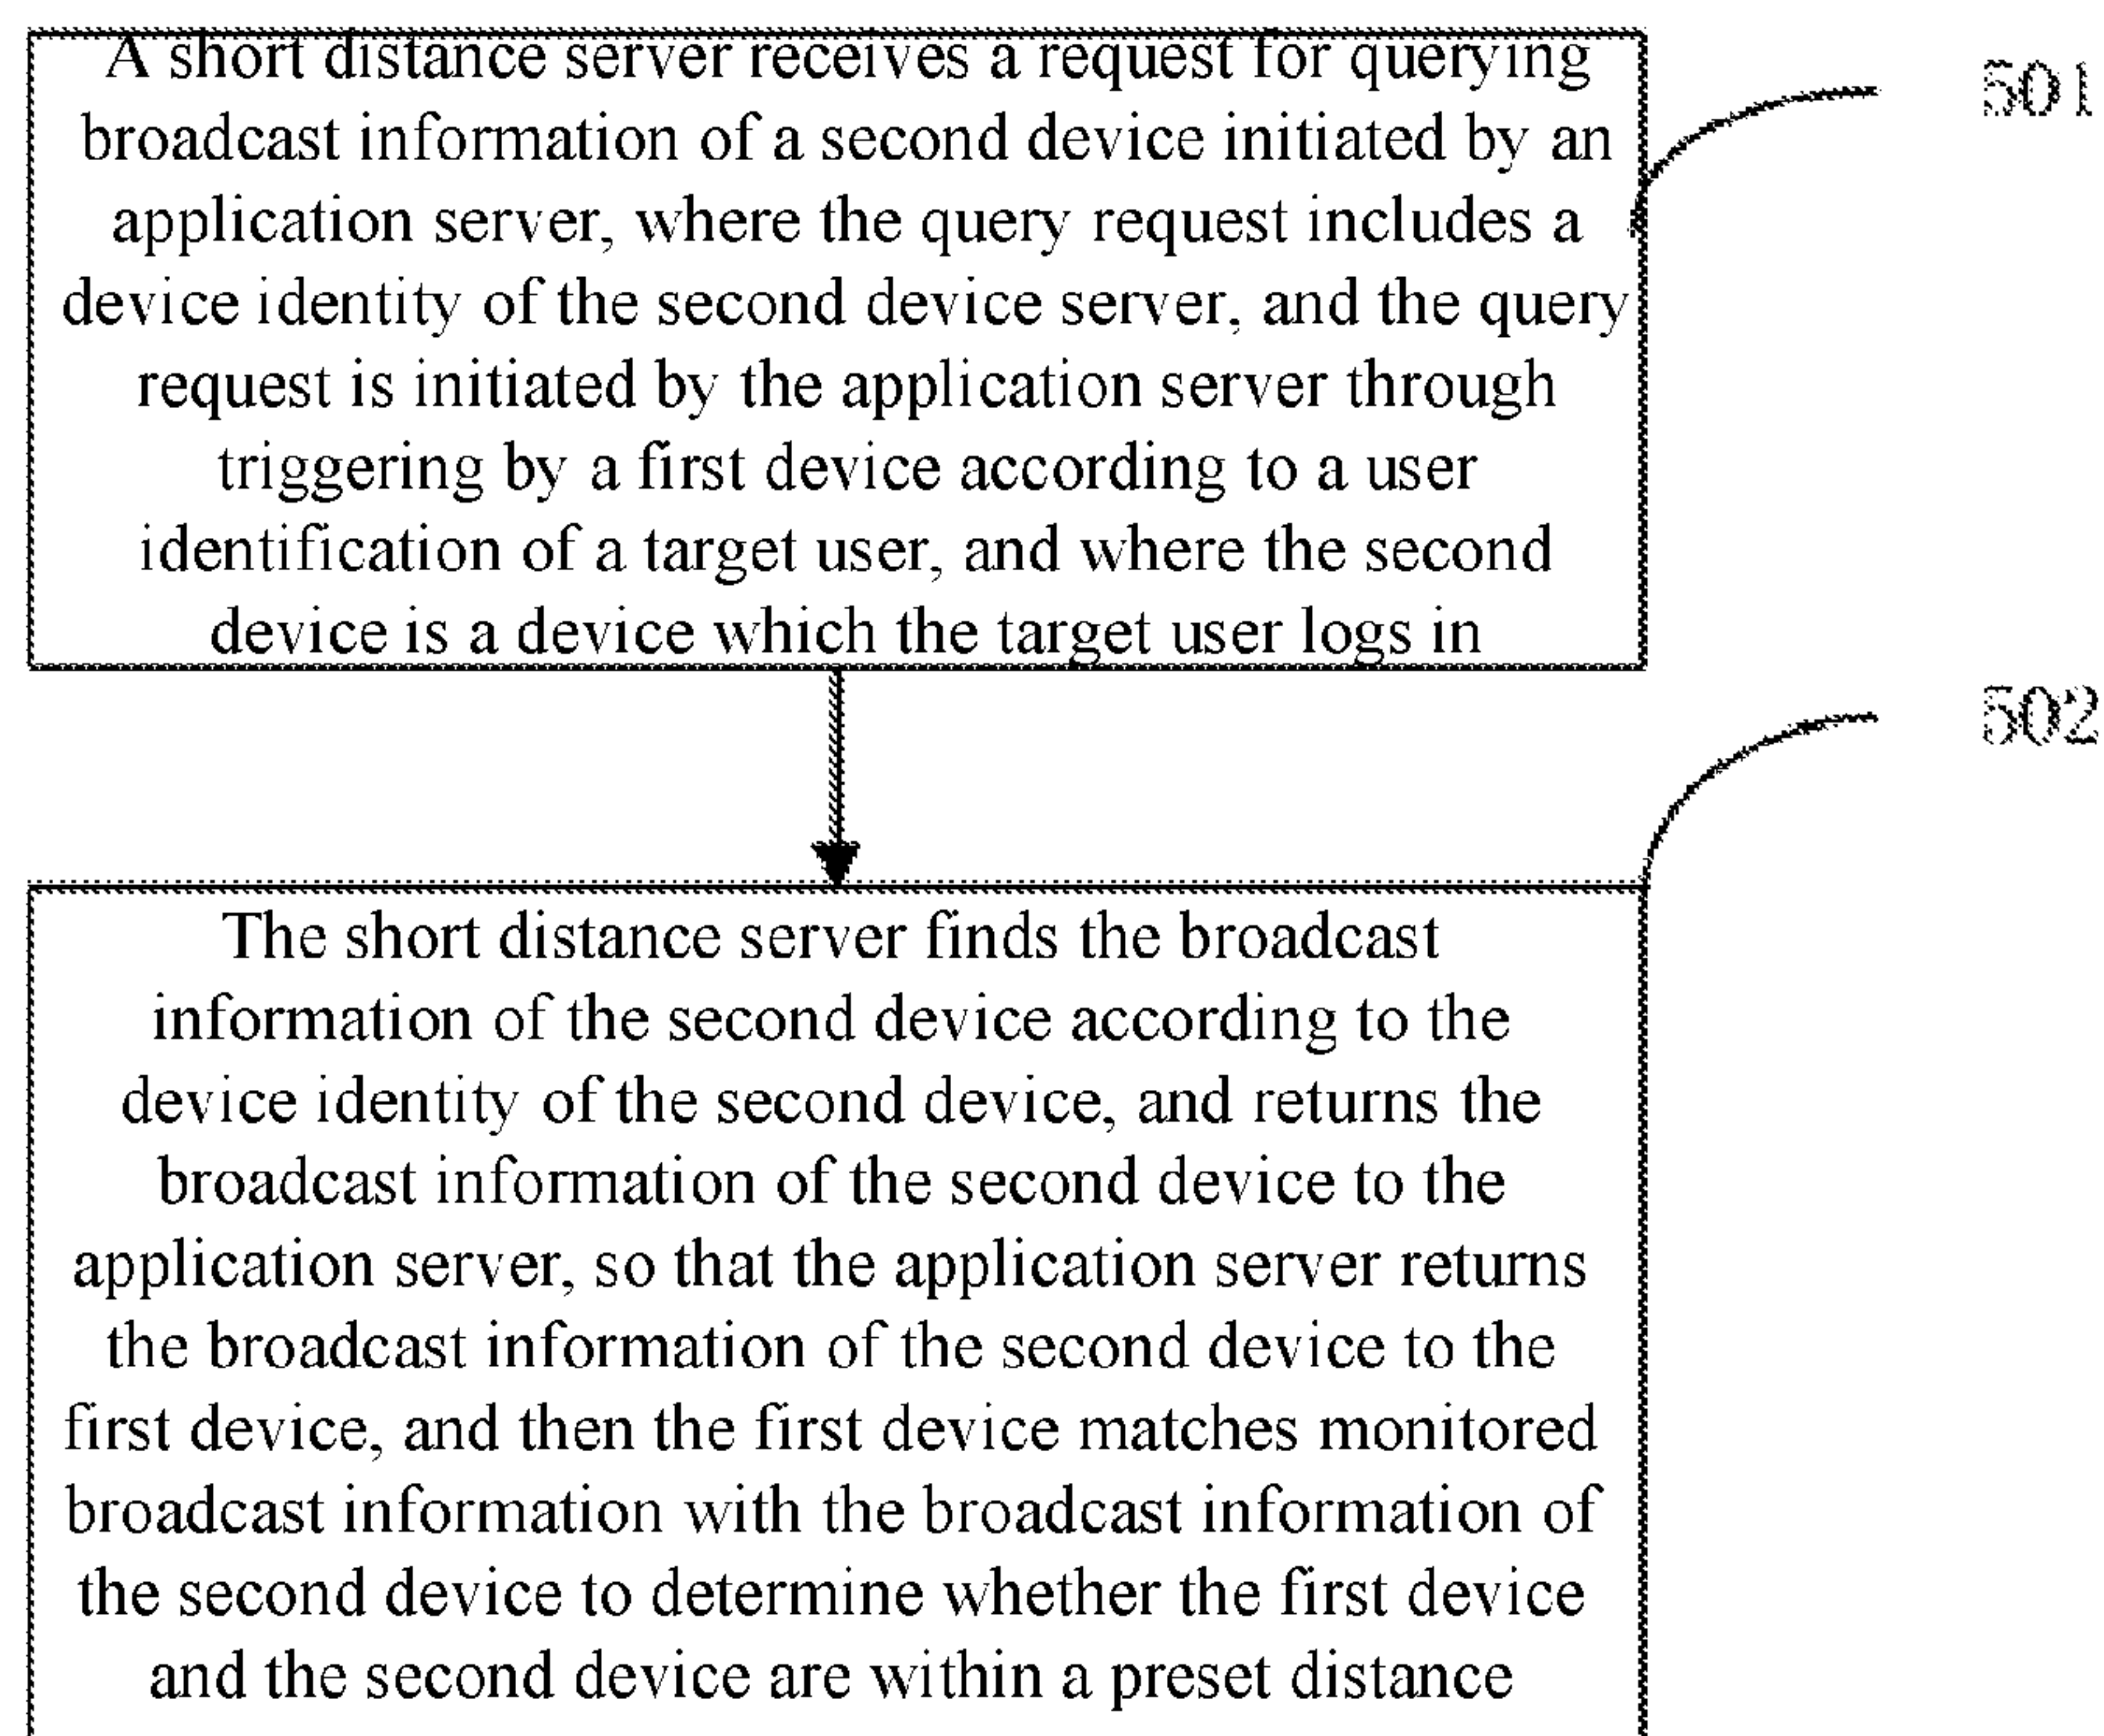 A short distance server receives a request for querying
broadcast information of a second device initiated by an
application server, where the query request includes a
device identity of the second device server, and the query
request is initiated by the application server through
triggering by a first device according to a user
identification of a target user, and where the second
device is a device which the target user logs in
501
502
The short distance server finds the broadcast
information of the second device according to the
device identity of the second device, and returns the
broadcast information of the second device to the
application server, so that the application server returns
the broadcast information of the second device to the
first device, and then the first device matches monitored
broadcast information with the broadcast information of
the second device to determine whether the first device
and the second device are within a preset distance